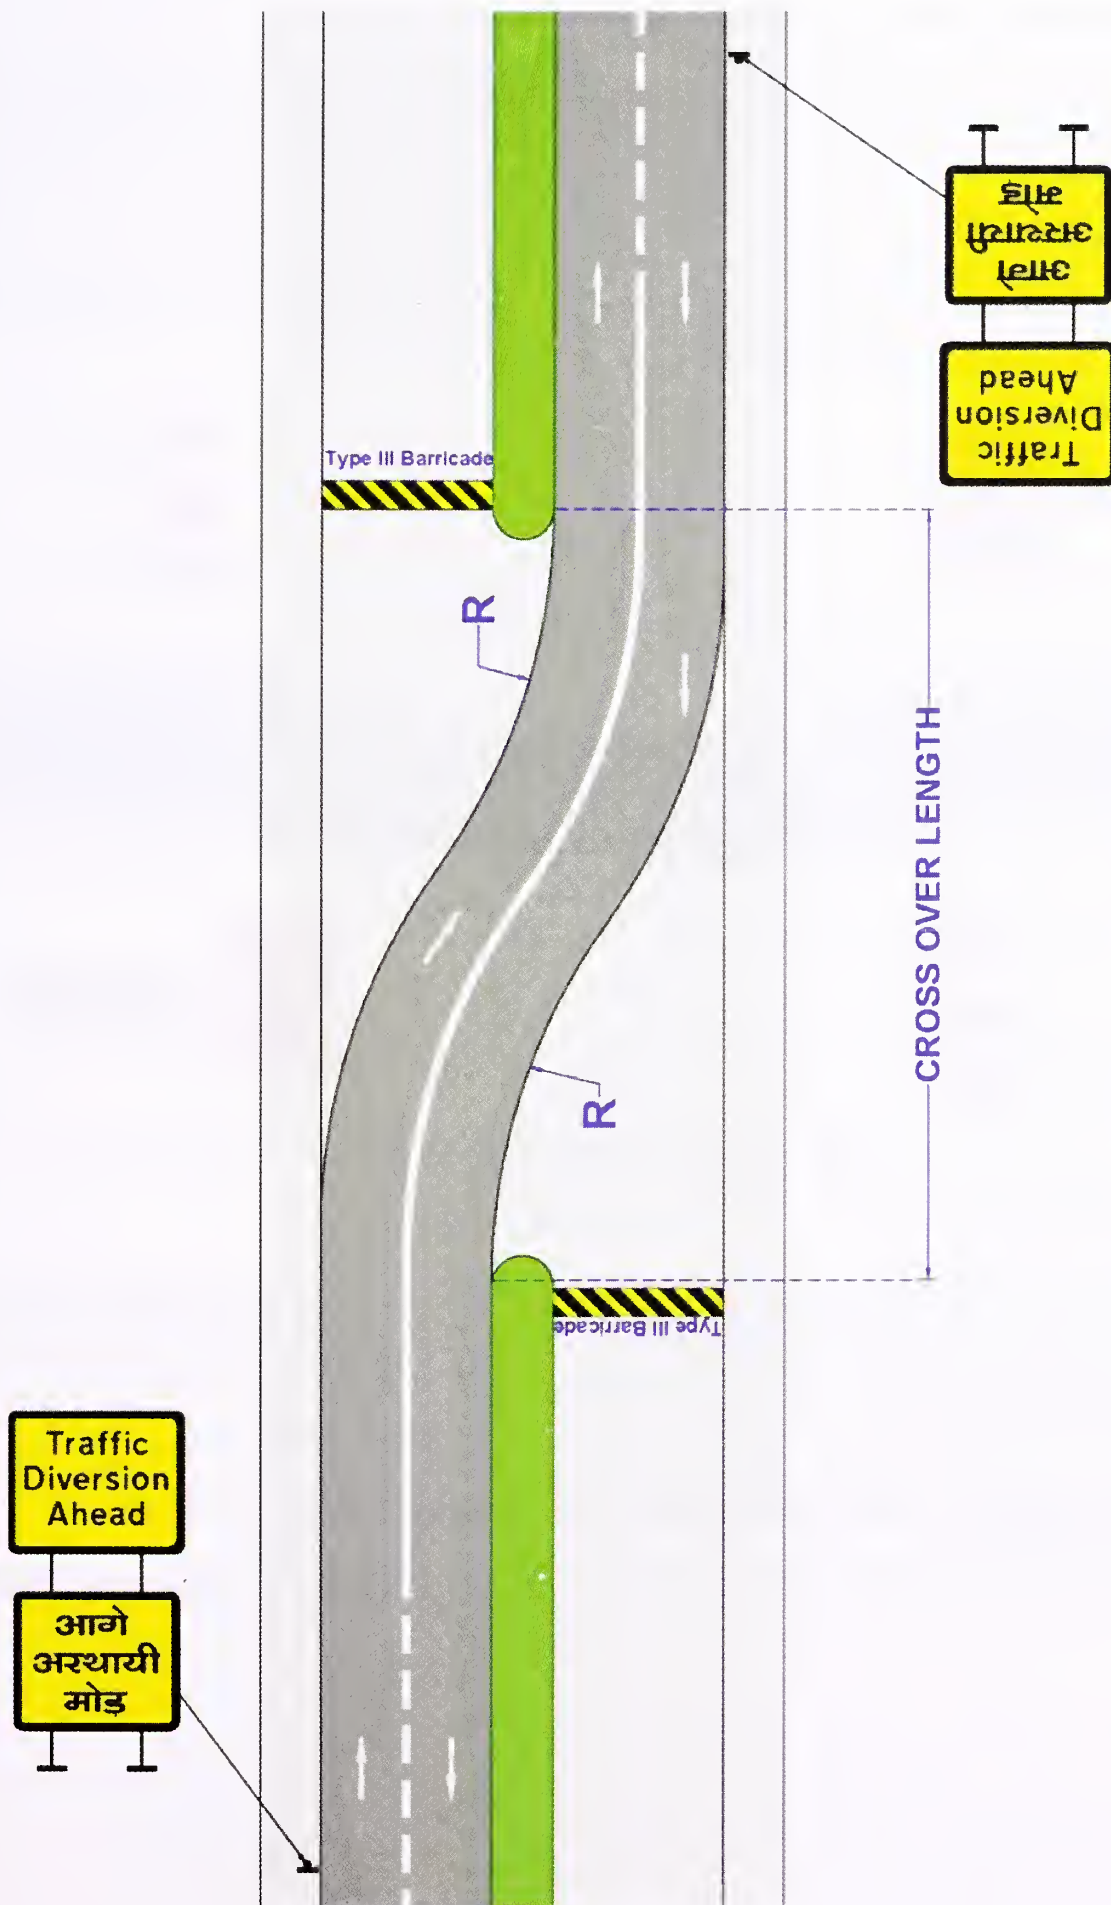 आगे
अस्थायी
मोड़
Traffic
Diversion
Ahead
Type III Barricade
R
CROSS OVER LENGTH
R
Type III Barricade
Traffic
Diversion
Ahead
आगे
अस्थायी
मोड़